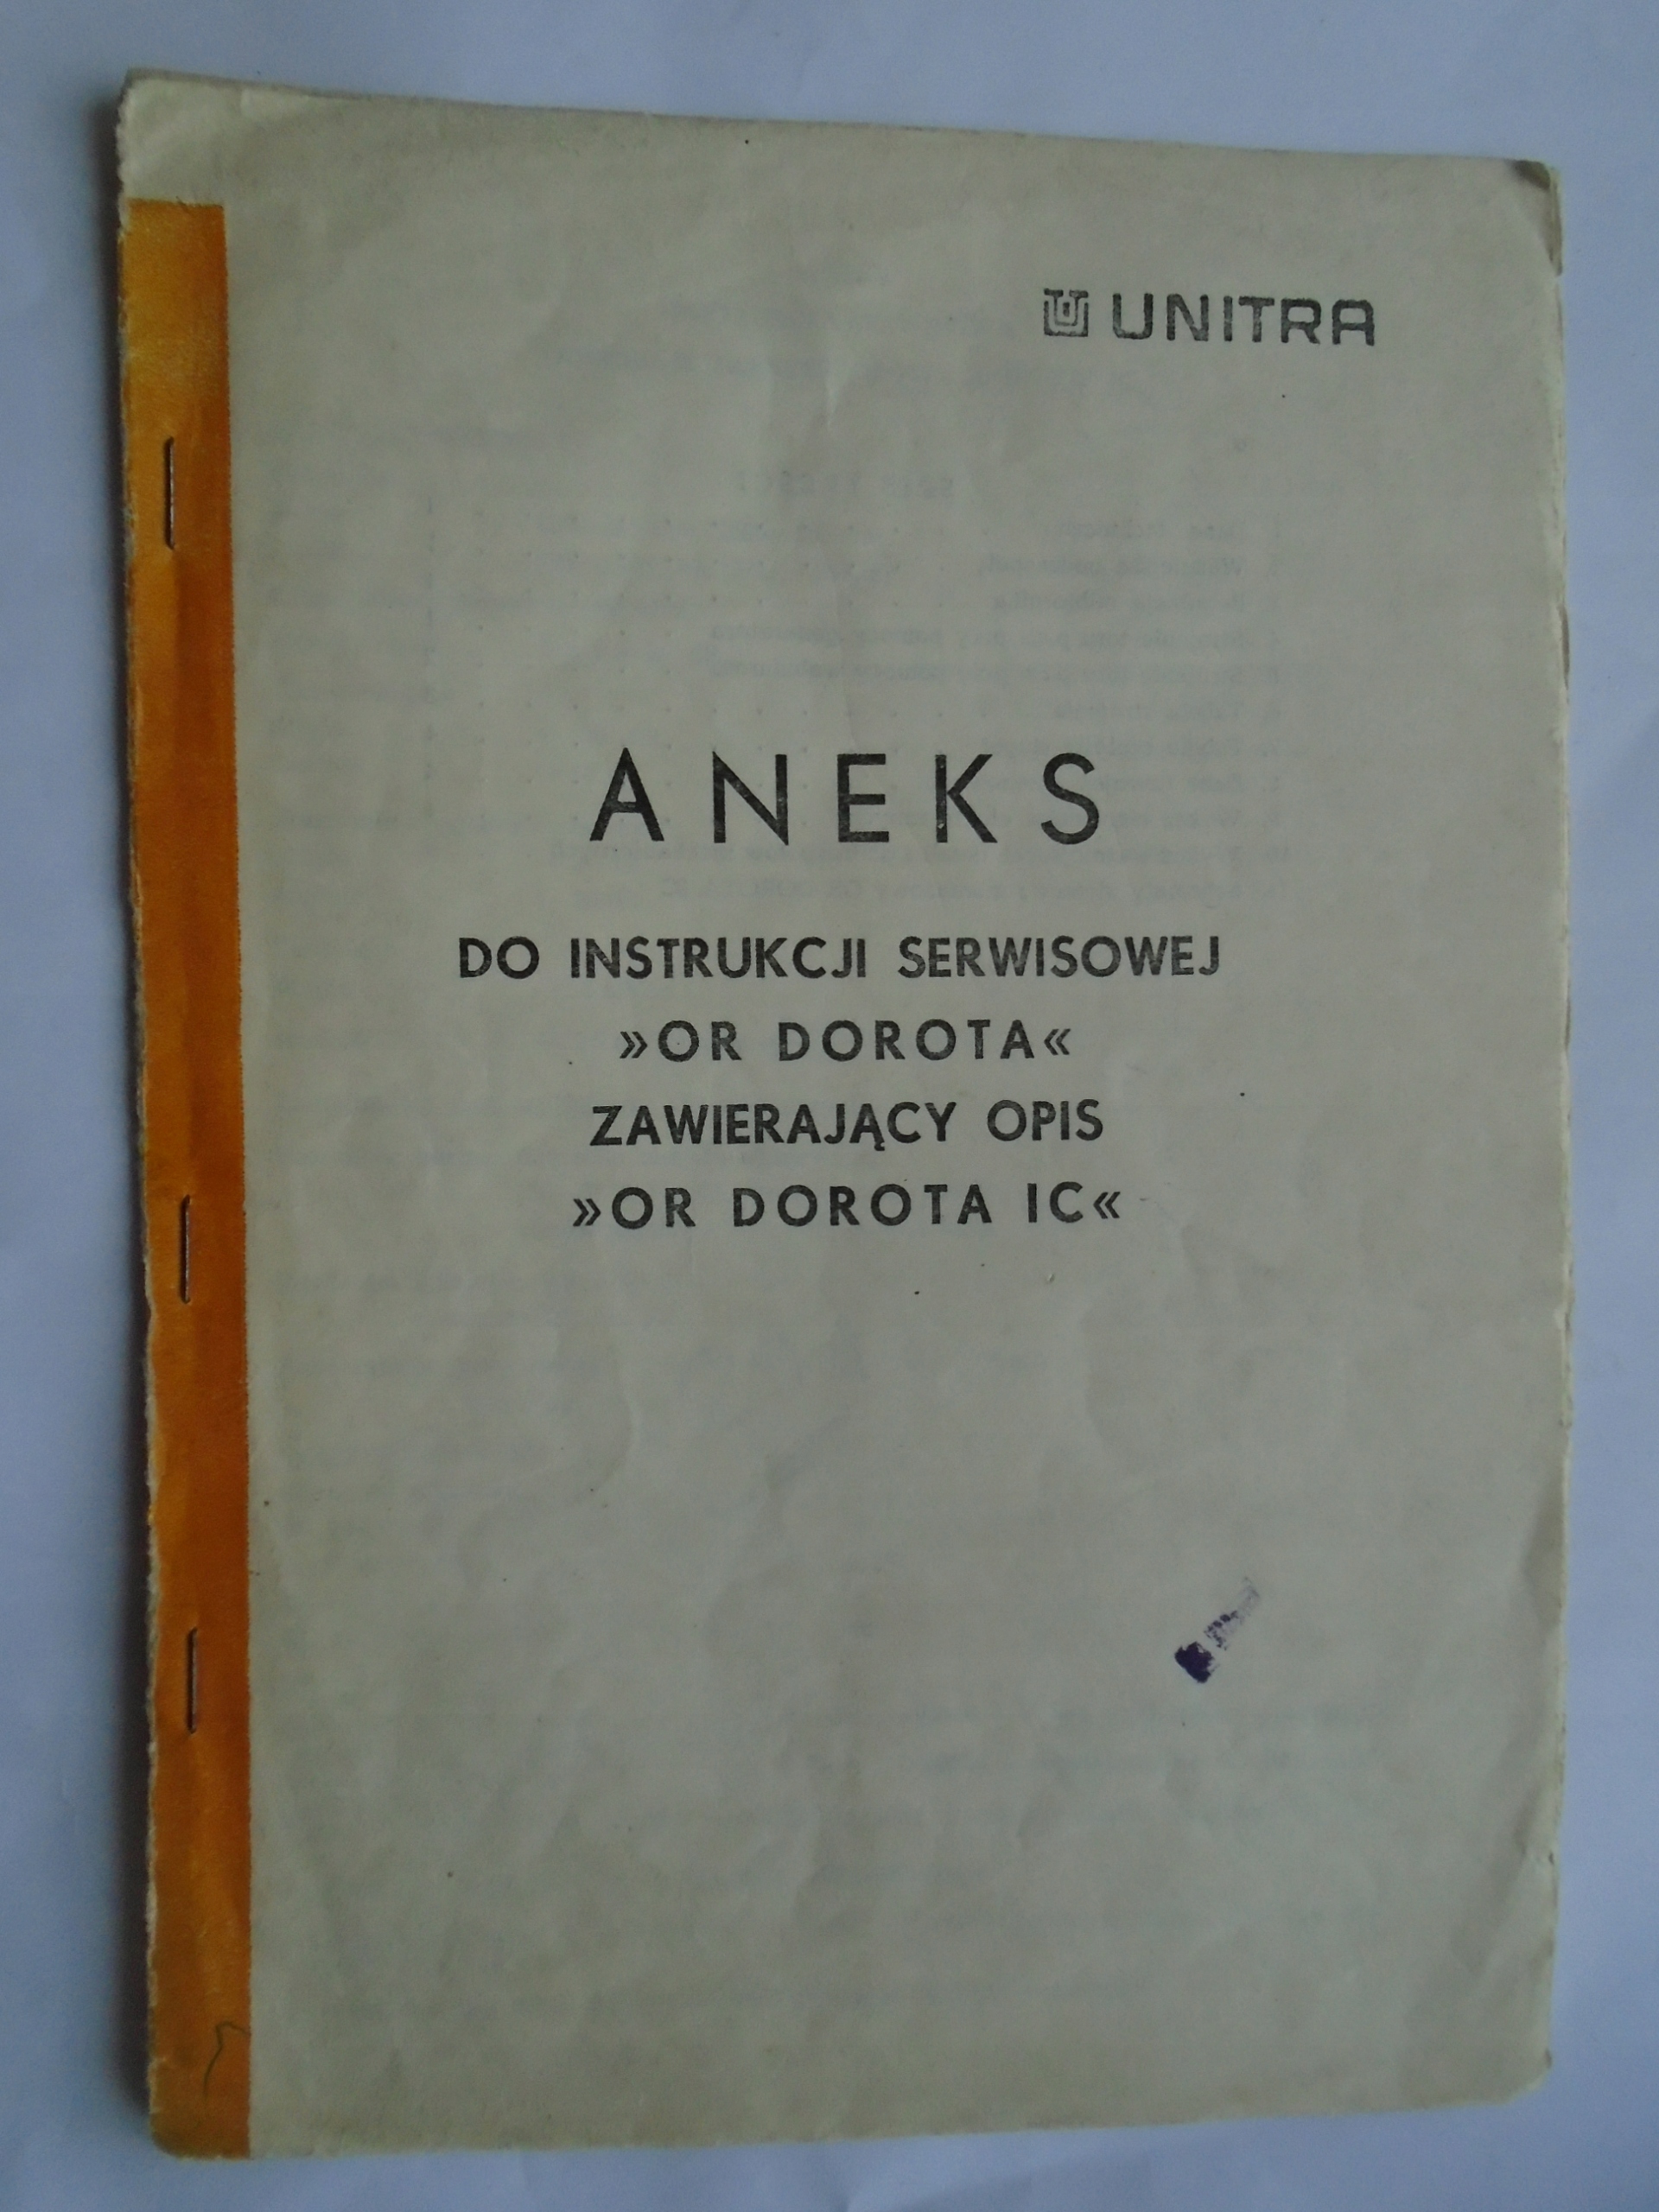 UNITRA
ANEKS
DO INSTRUKCJI SERWISOWEJ
»OR DOROTA«
ZAWIERAJĄCY OPIS
»OR DOROTA IC«